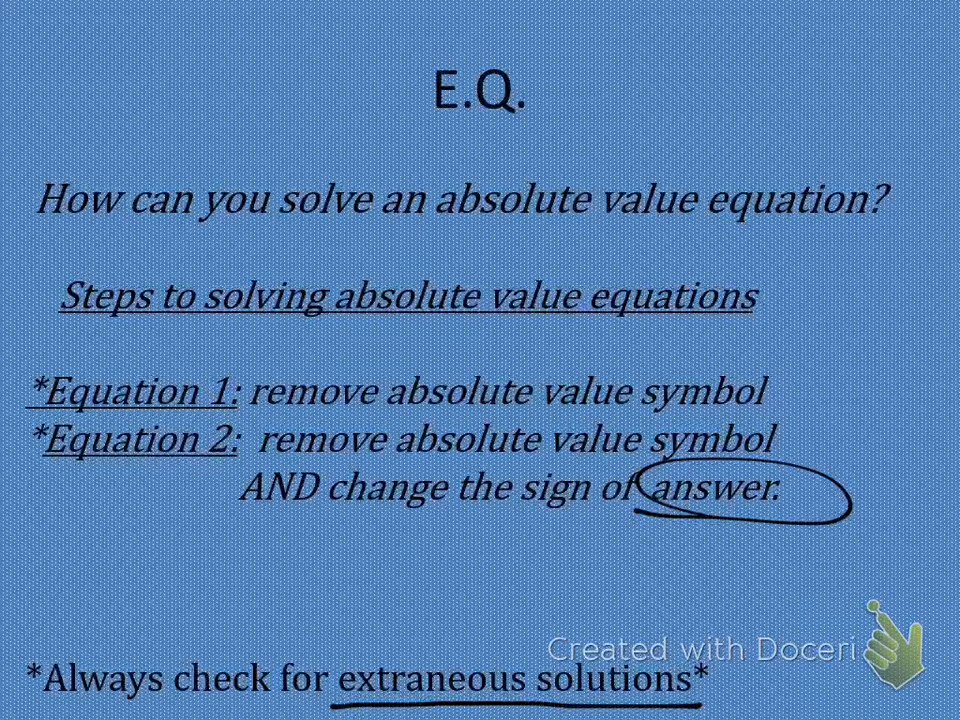 E.Q.
How can you solve an absolute value equation?
Steps to solving absolute value equations
*Equation 1: remove absolute value symbol
*Equation 2: remove absolute value symbol
AND change the sign of answer.
Created with Doceri
*Always check for extraneous solutions*